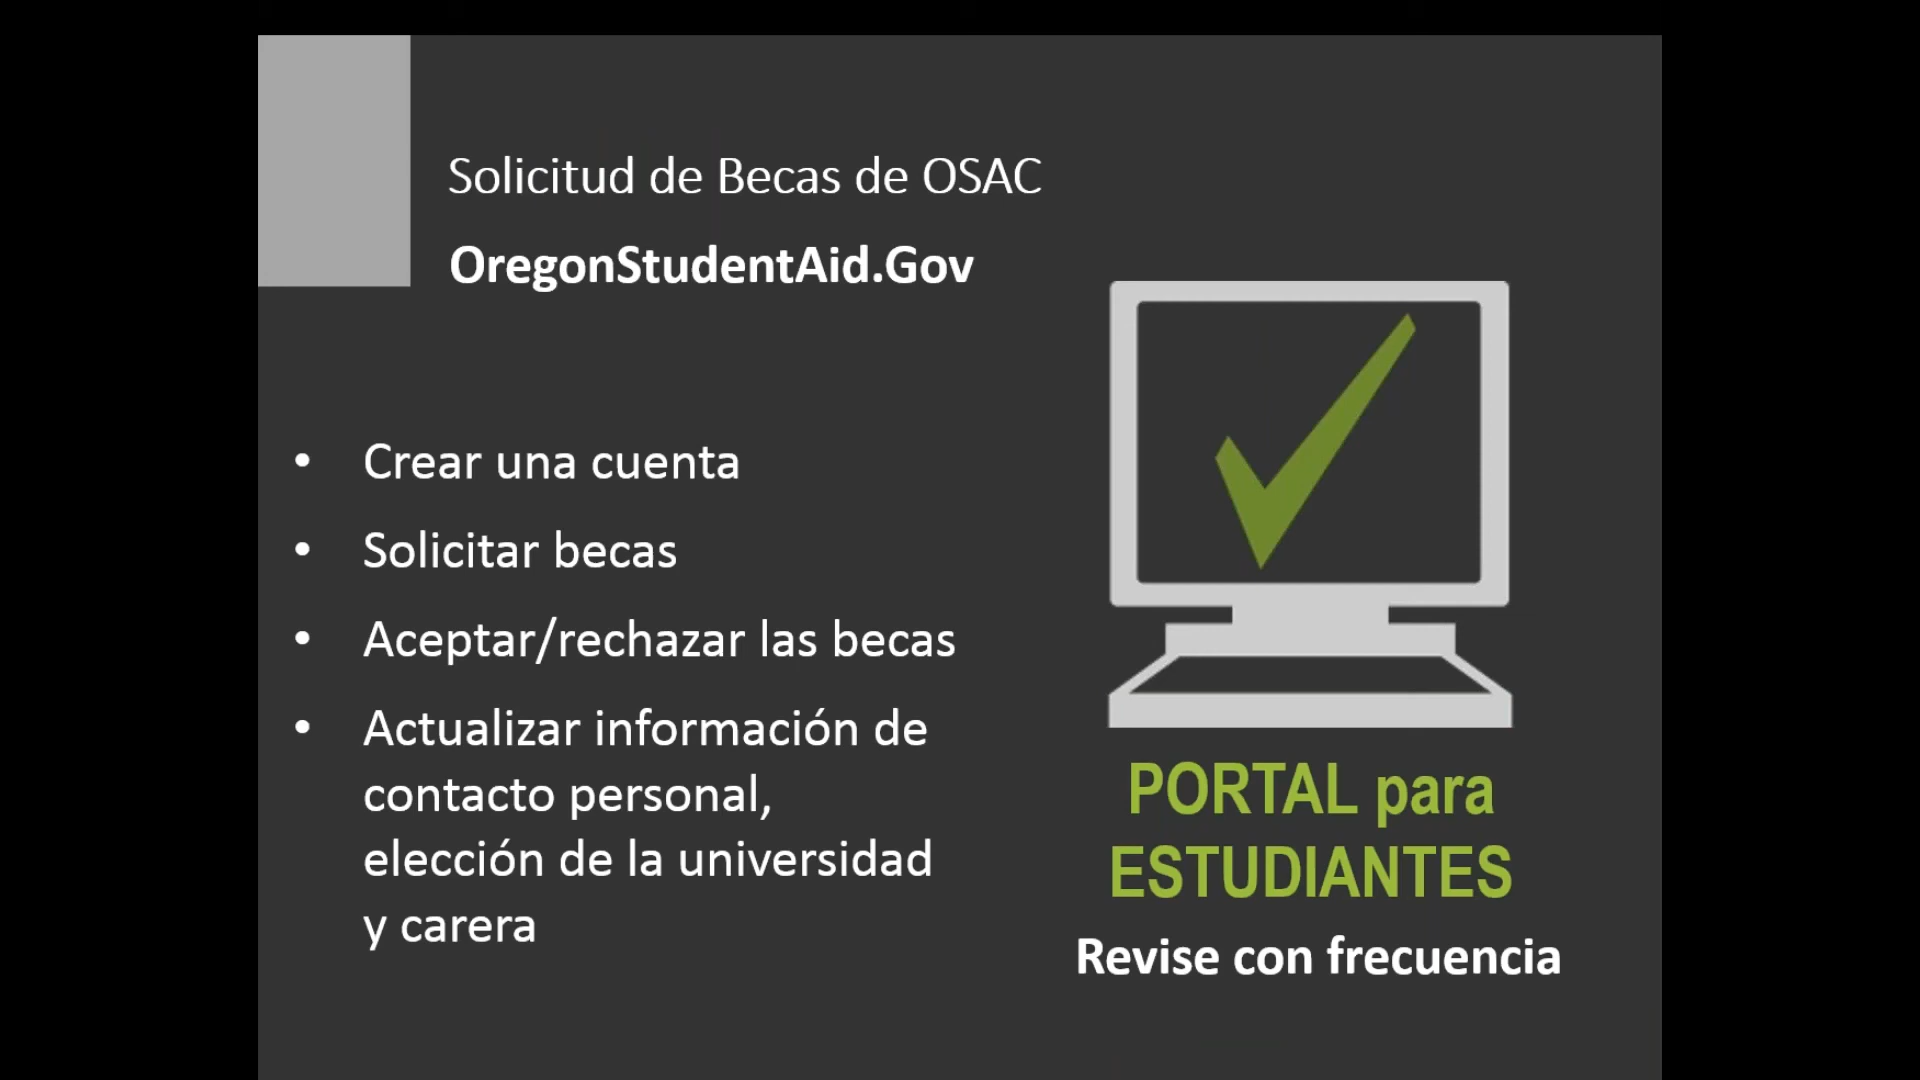 Solicitud de Becas de OSAC
OregonStudentAid.Gov
• Crear una cuenta
• Solicitar becas
• Aceptar/rechazar las becas
• Actualizar información de
contacto personal,
elección de la universidad
y carera
PORTAL para
ESTUDIANTES
Revise con frecuencia